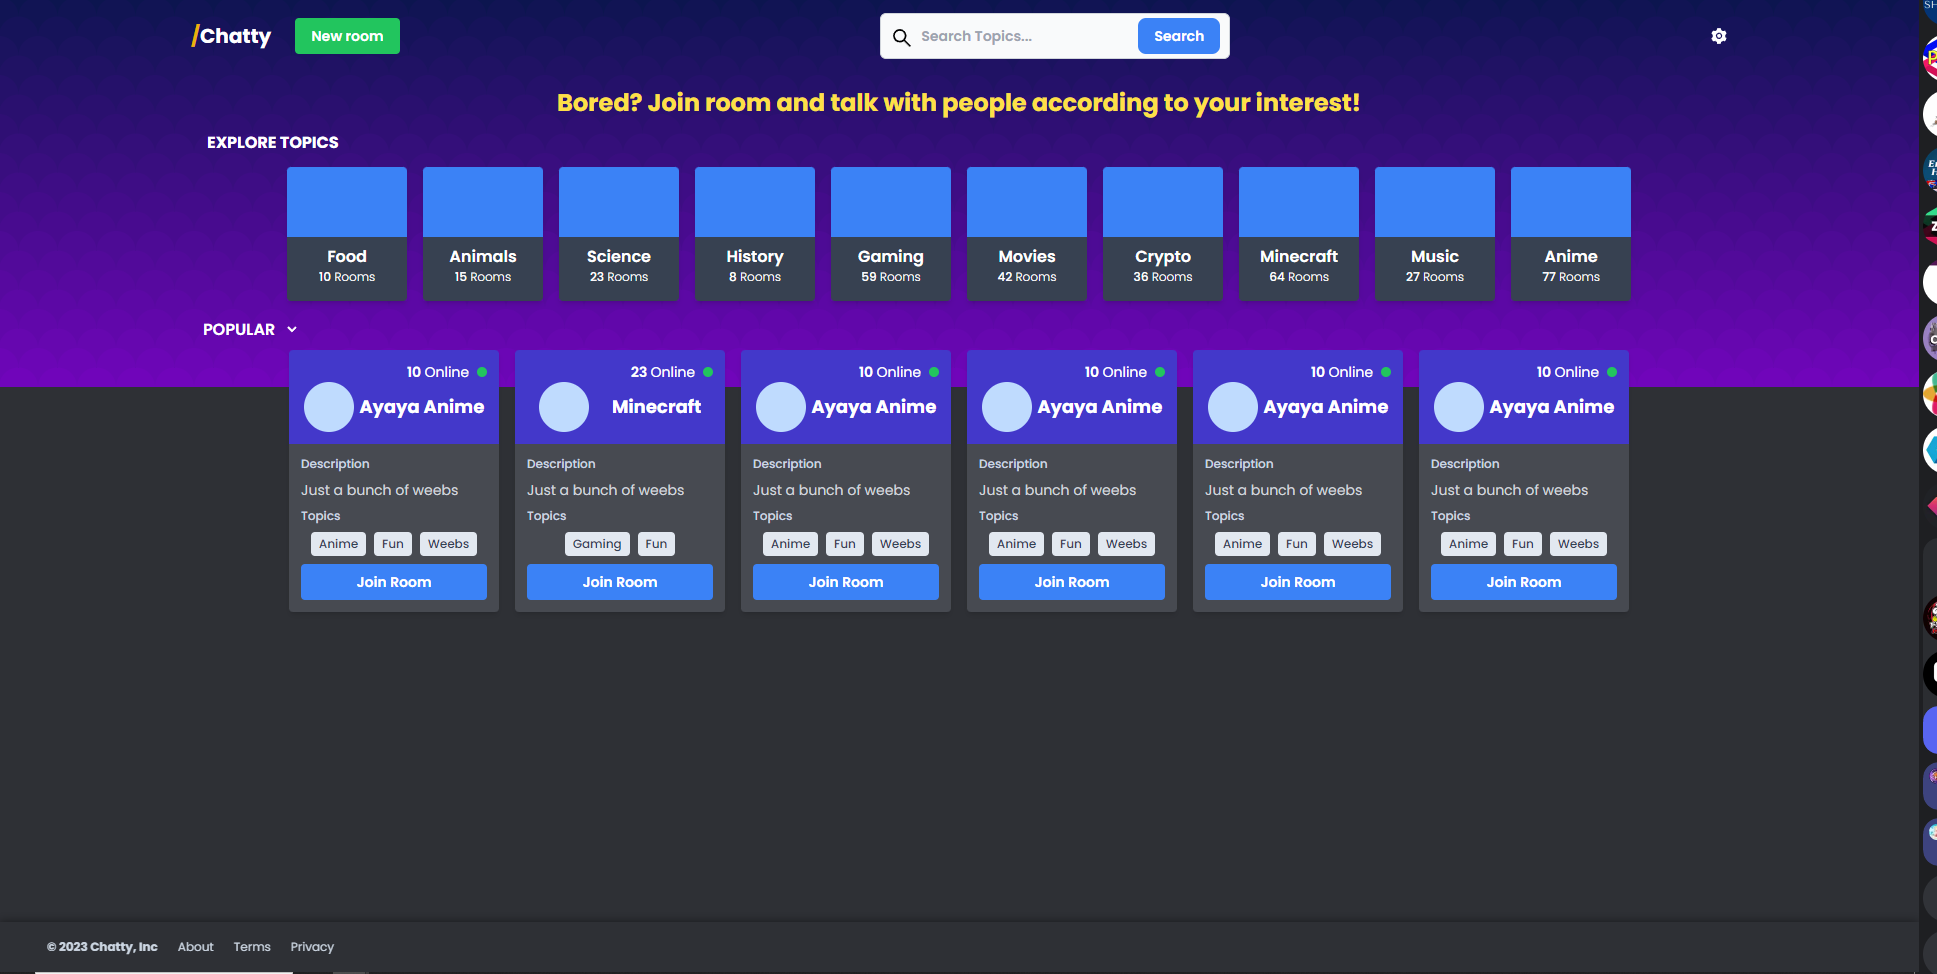 /Chatty
New room
Search Topics...
Search
Bored? Join room and talk with people according to your interest!
EXPLORE TOPICS
Food
10 Rooms
Animals
15 Rooms
Science
23 Rooms
History
8 Rooms
Gaming
59 Rooms
Movies
42 Rooms
Crypto
36 Rooms
Minecraft
64 Rooms
Music
27 Rooms
Anime
77 Rooms
POPULAR
10 Online
Ayaya Anime
Description
Just a bunch of weebs
Topics
Anime Fun Weebs
Join Room
23 Online
Minecraft
Description
Just a bunch of weebs
Topics
Gaming Fun
Join Room
10 Online
Ayaya Anime
Description
Just a bunch of weebs
Topics
Anime Fun Weebs
Join Room
10 Online
Ayaya Anime
Description
Just a bunch of weebs
Topics
Anime Fun Weebs
Join Room
10 Online
Ayaya Anime
Description
Just a bunch of weebs
Topics
Anime Fun Weebs
Join Room
10 Online
Ayaya Anime
Description
Just a bunch of weebs
Topics
Anime Fun Weebs
Join Room
© 2023 Chatty, Inc About Terms Privacy